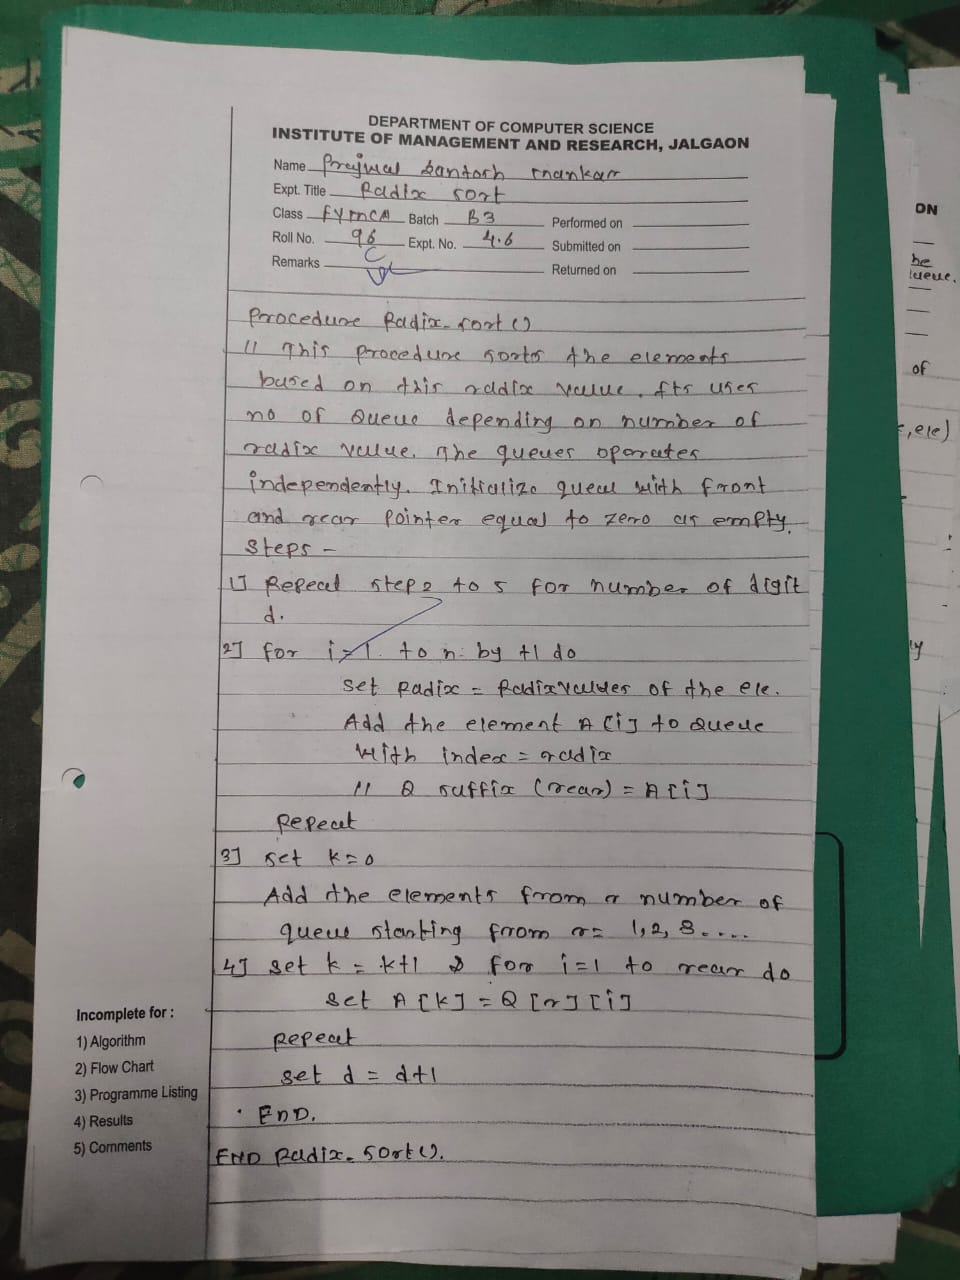 DEPARTMENT OF COMPUTER SCIENCE
INSTITUTE OF MANAGEMENT AND RESEARCH, JALGAON
Name Prajwal Santosh mankar
Expt. Title Radix sort
Class FYMCA Batch B3 Performed on
Roll No. 96 Expt. No. 4.6 Submitted on
Remarks Returned on
Procedure Radix-sort()
// This procedure sorts the elements
based on this radix value. Its uses
no of Queue depending on number of
radix value. The queues oparates
independently. Initialize queue with front
and rear Pointer equal to zero as empty.
Steps -
1] Repeat step 2 to 5 for number of digit
d.
2] for i=1 to n by +1 do
set Radix = Radixvalues of the ele.
Add the element A[i] to Queue
With index = radix
// Q suffix (rear) = A[i]
Repeat
3] set k=0
Add the elements from r number of
queue starting from r= 1,2,3....
4] set k = k+1 & for i=1 to rear do
set A[k] = Q[r][i]
Repeat
set d = d+1
END.
END Radix-Sort().
Incomplete for :
1) Algorithm
2) Flow Chart
3) Programme Listing
4) Results
5) Comments
ON
he
ueue.
of
,ele)